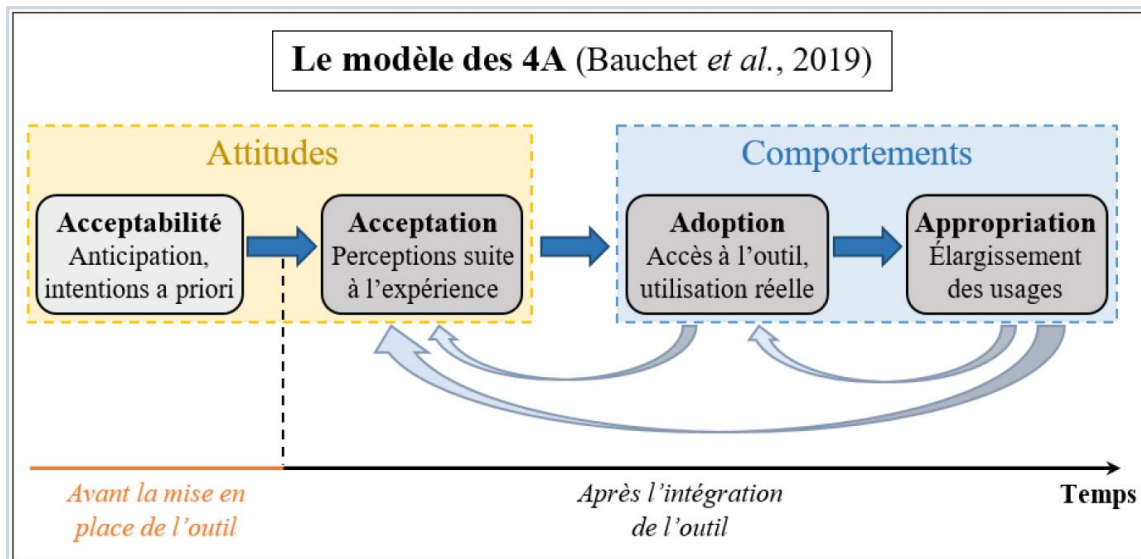 Le modèle des 4A (Bauchet et al., 2019)
Attitudes
Comportements
Acceptabilité
Anticipation,
intentions a priori
Acceptation
Perceptions suite
à l’expérience
Adoption
Accès à l’outil,
utilisation réelle
Appropriation
Élargissement
des usages
Avant la mise en
place de l’outil
Après l’intégration
de l’outil
Temps